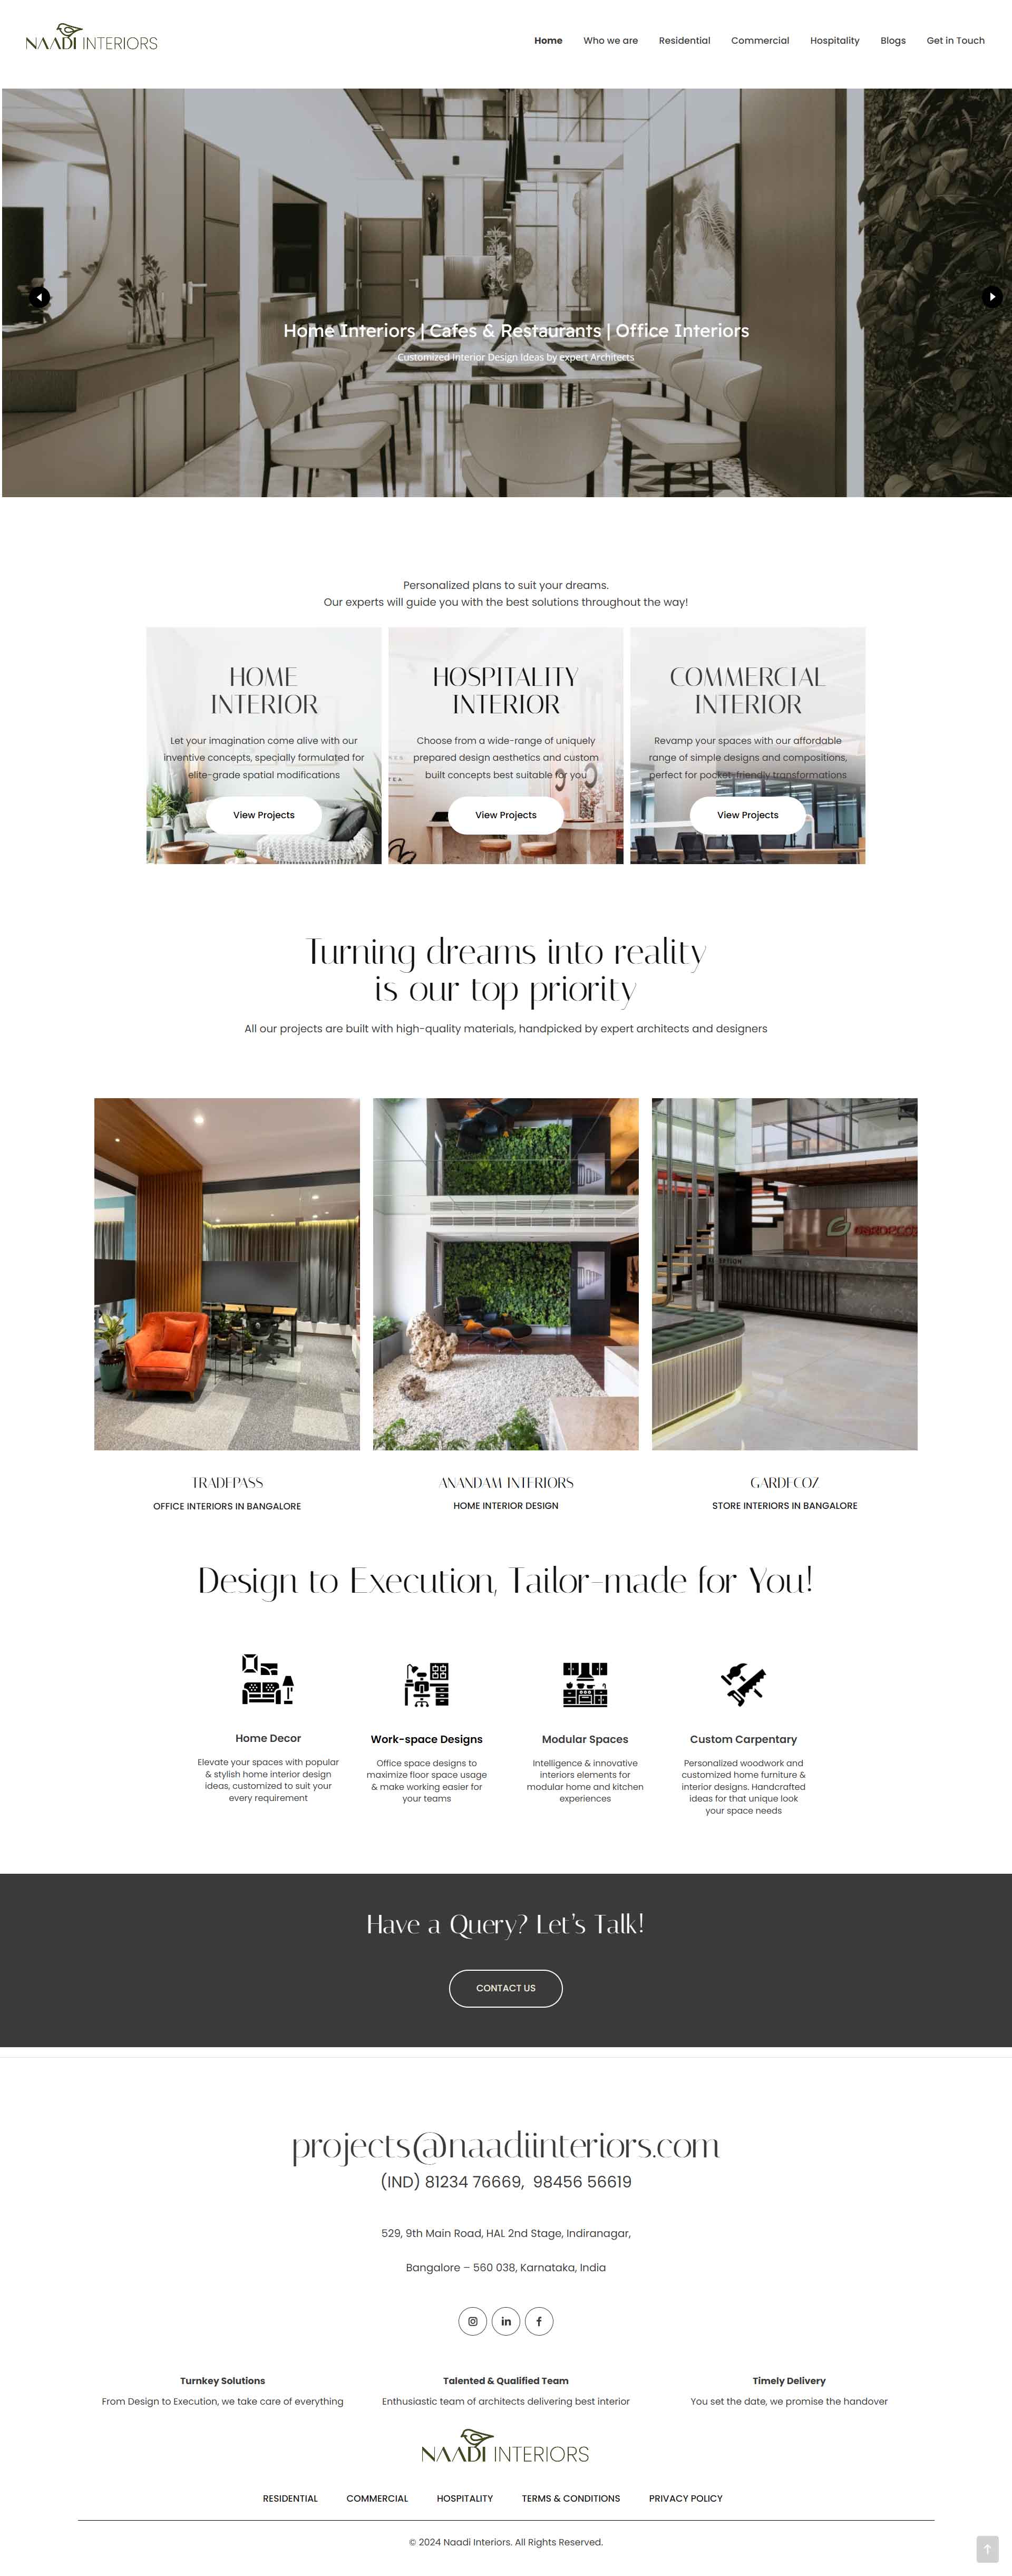 NAADI INTERIORS
Home Who we are Residential Commercial Hospitality Blogs Get in Touch
Home Interiors | Cafes & Restaurants | Office Interiors
Customized Interior Design Ideas by expert Architects
Personalized plans to suit your dreams.
Our experts will guide you with the best solutions throughout the way!
HOME
INTERIOR
Let your imagination come alive with our
inventive concepts, specially formulated for
elite-grade spatial modifications
View Projects
HOSPITALITY
INTERIOR
Choose from a wide-range of uniquely
prepared design aesthetics and custom
built concepts best suitable for you
View Projects
COMMERCIAL
INTERIOR
Revamp your spaces with our affordable
range of simple designs and compositions,
perfect for pocket-friendly transformations
View Projects
Turning dreams into reality
is our top priority
All our projects are built with high-quality materials, handpicked by expert architects and designers
TRADEPASS
OFFICE INTERIORS IN BANGALORE
ANANDAM INTERIORS
HOME INTERIOR DESIGN
GARDECOZ
STORE INTERIORS IN BANGALORE
Design to Execution, Tailor-made for You!
Home Decor
Elevate your spaces with popular
& stylish home interior design
ideas, customized to suit your
every requirement
Work-space Designs
Office space designs to
maximize floor space usage
& make working easier for
your teams
Modular Spaces
Intelligence & innovative
interiors elements for
modular home and kitchen
experiences
Custom Carpentary
Personalized woodwork and
customized home furniture &
interior designs. Handcrafted
ideas for that unique look
your space needs
Have a Query? Let's Talk!
CONTACT US
projects@naadiinteriors.com
(IND) 81234 76669, 98456 56619
529, 9th Main Road, HAL 2nd Stage, Indiranagar,
Bangalore – 560 038, Karnataka, India
Turnkey Solutions
From Design to Execution, we take care of everything
Talented & Qualified Team
Enthusiastic team of architects delivering best interior
Timely Delivery
You set the date, we promise the handover
NAADI INTERIORS
RESIDENTIAL COMMERCIAL HOSPITALITY TERMS & CONDITIONS PRIVACY POLICY
© 2024 Naadi Interiors. All Rights Reserved.